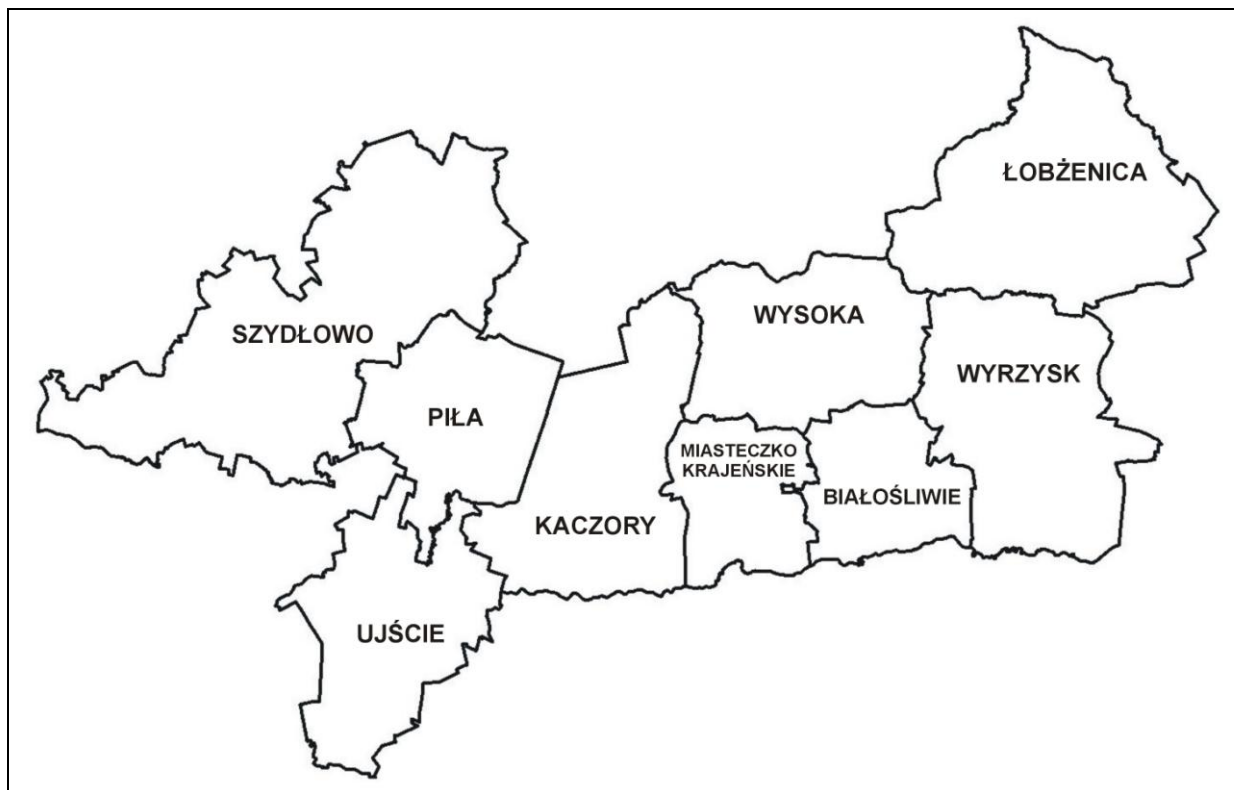 ŁOBŻENICA
WYSOKA
SZYDŁOWO
WYRZYSK
PIŁA
MIASTECZKO
KRAJEŃSKIE
BIAŁOŚLIWIE
KACZORY
UJŚCIE